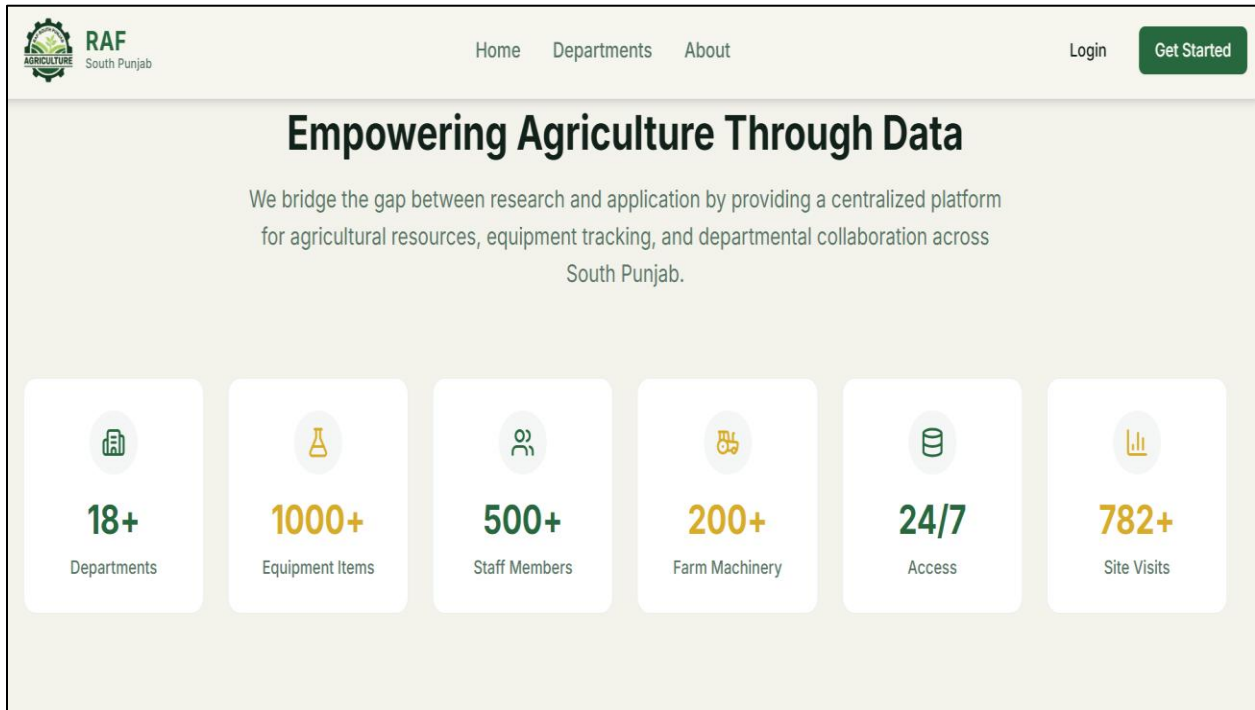 AGRICULTURE
RAF
South Punjab
Home
Departments
About
Login
Get Started
Empowering Agriculture Through Data
We bridge the gap between research and application by providing a centralized platform
for agricultural resources, equipment tracking, and departmental collaboration across
South Punjab.
18+
Departments
1000+
Equipment Items
500+
Staff Members
200+
Farm Machinery
24/7
Access
782+
Site Visits